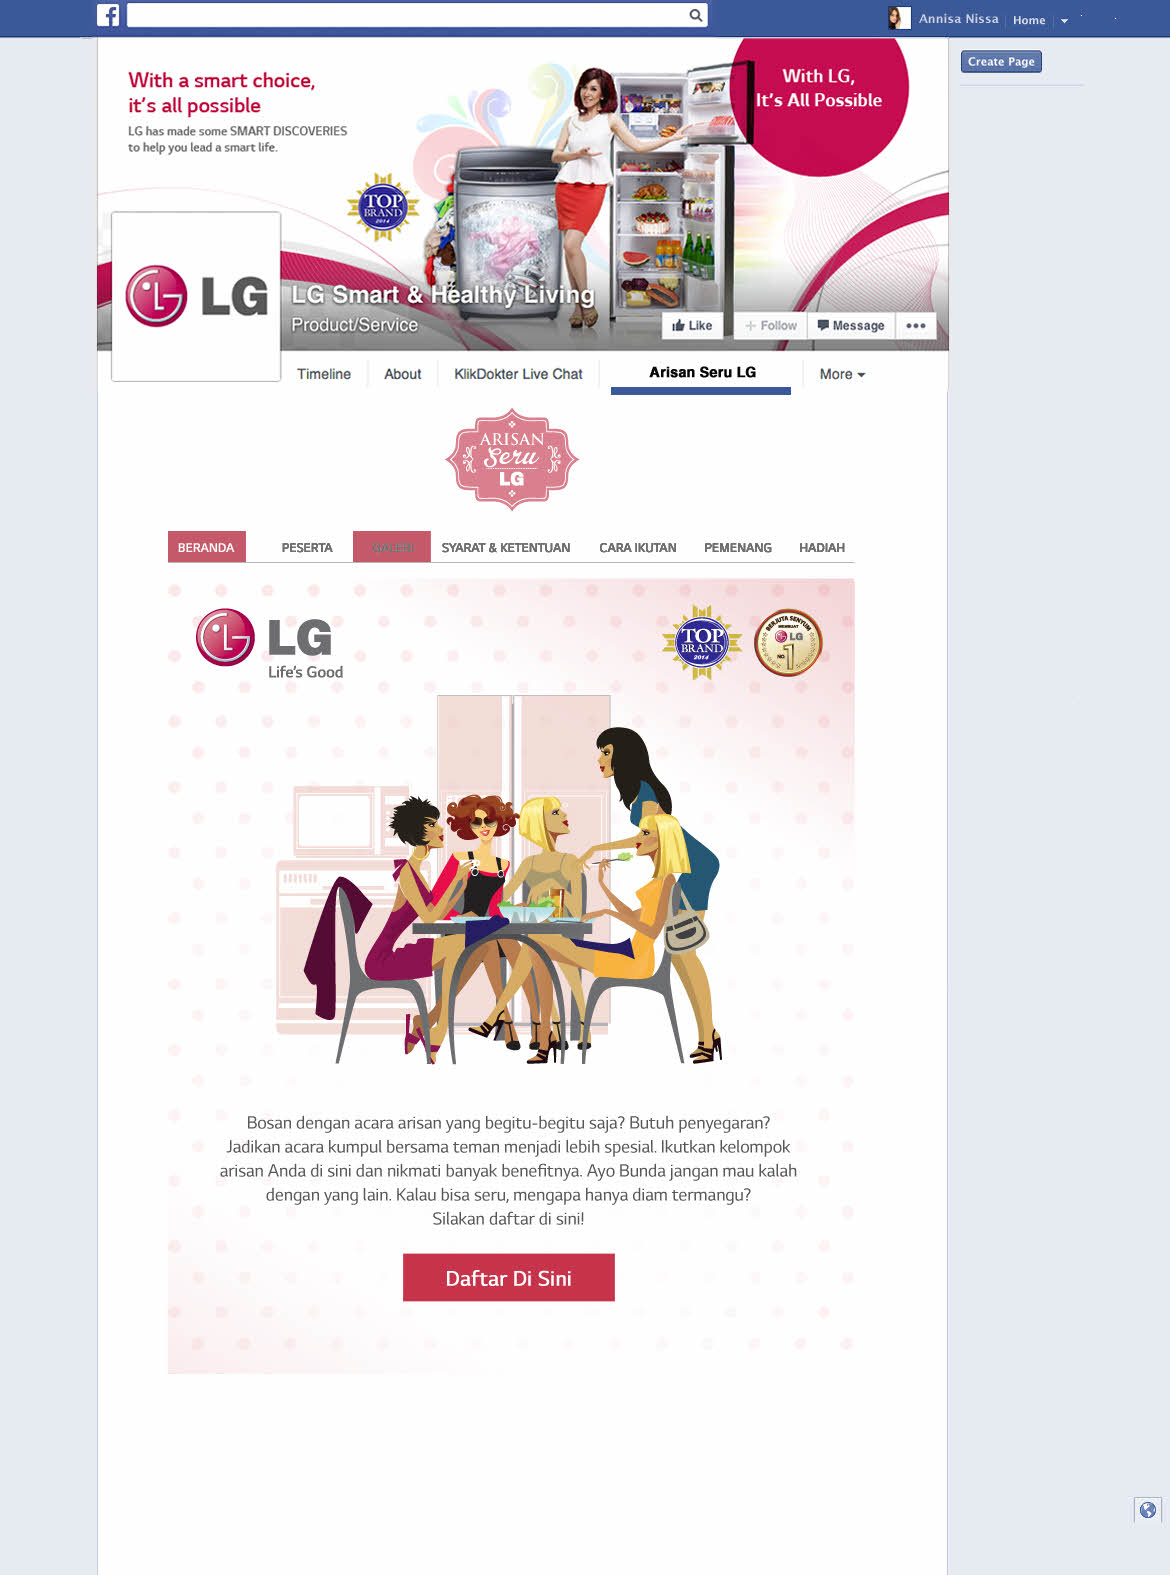 Annisa Nissa
Home
Create Page
With a smart choice,
it's all possible
LG has made some SMART DISCOVERIES
to help you lead a smart life.
With LG,
It's All Possible
TOP
BRAND
2014
LG
LG Smart & Healthy Living
Product/Service
Like
Follow
Message
Timeline
About
KlikDokter Live Chat
Arisan Seru LG
More
ARISAN
Seru
LG
BERANDA
PESERTA
GALERI
SYARAT & KETENTUAN
CARA IKUTAN
PEMENANG
HADIAH
LG
Life's Good
TOP
BRAND
2014
BERJUTA SENYUM
MEMBUAT
LG
NO 1
Bosan dengan acara arisan yang begitu-begitu saja? Butuh penyegaran?
Jadikan acara kumpul bersama teman menjadi lebih spesial. Ikutkan kelompok
arisan Anda di sini dan nikmati banyak benefitnya. Ayo Bunda jangan mau kalah
dengan yang lain. Kalau bisa seru, mengapa hanya diam termangu?
Silakan daftar di sini!
Daftar Di Sini